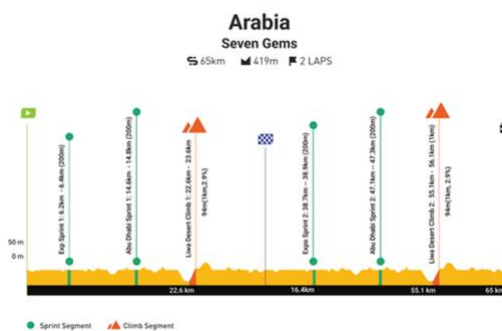 Arabia
Seven Gems
65km 419m 2 LAPS
Exp Sprint 1: 6.2km - 6.4km (200m)
Abu Dhabi Sprint 1: 14.6km - 14.8km (200m)
Liwa Desert Climb 1: 22.6km - 23.6km
94m(1km,2.9%)
Expo Sprint 2: 38.7km - 38.9km (200m)
Abu Dhabi Sprint 2: 47.1km - 47.3km (200m)
Liwa Desert Climb 2: 55.1km - 56.1km (1km)
94m(1km,2.9%)
50 m
0 m
22.6 km
16.4km
55.1 km
65 k
Sprint Segment
Climb Segment